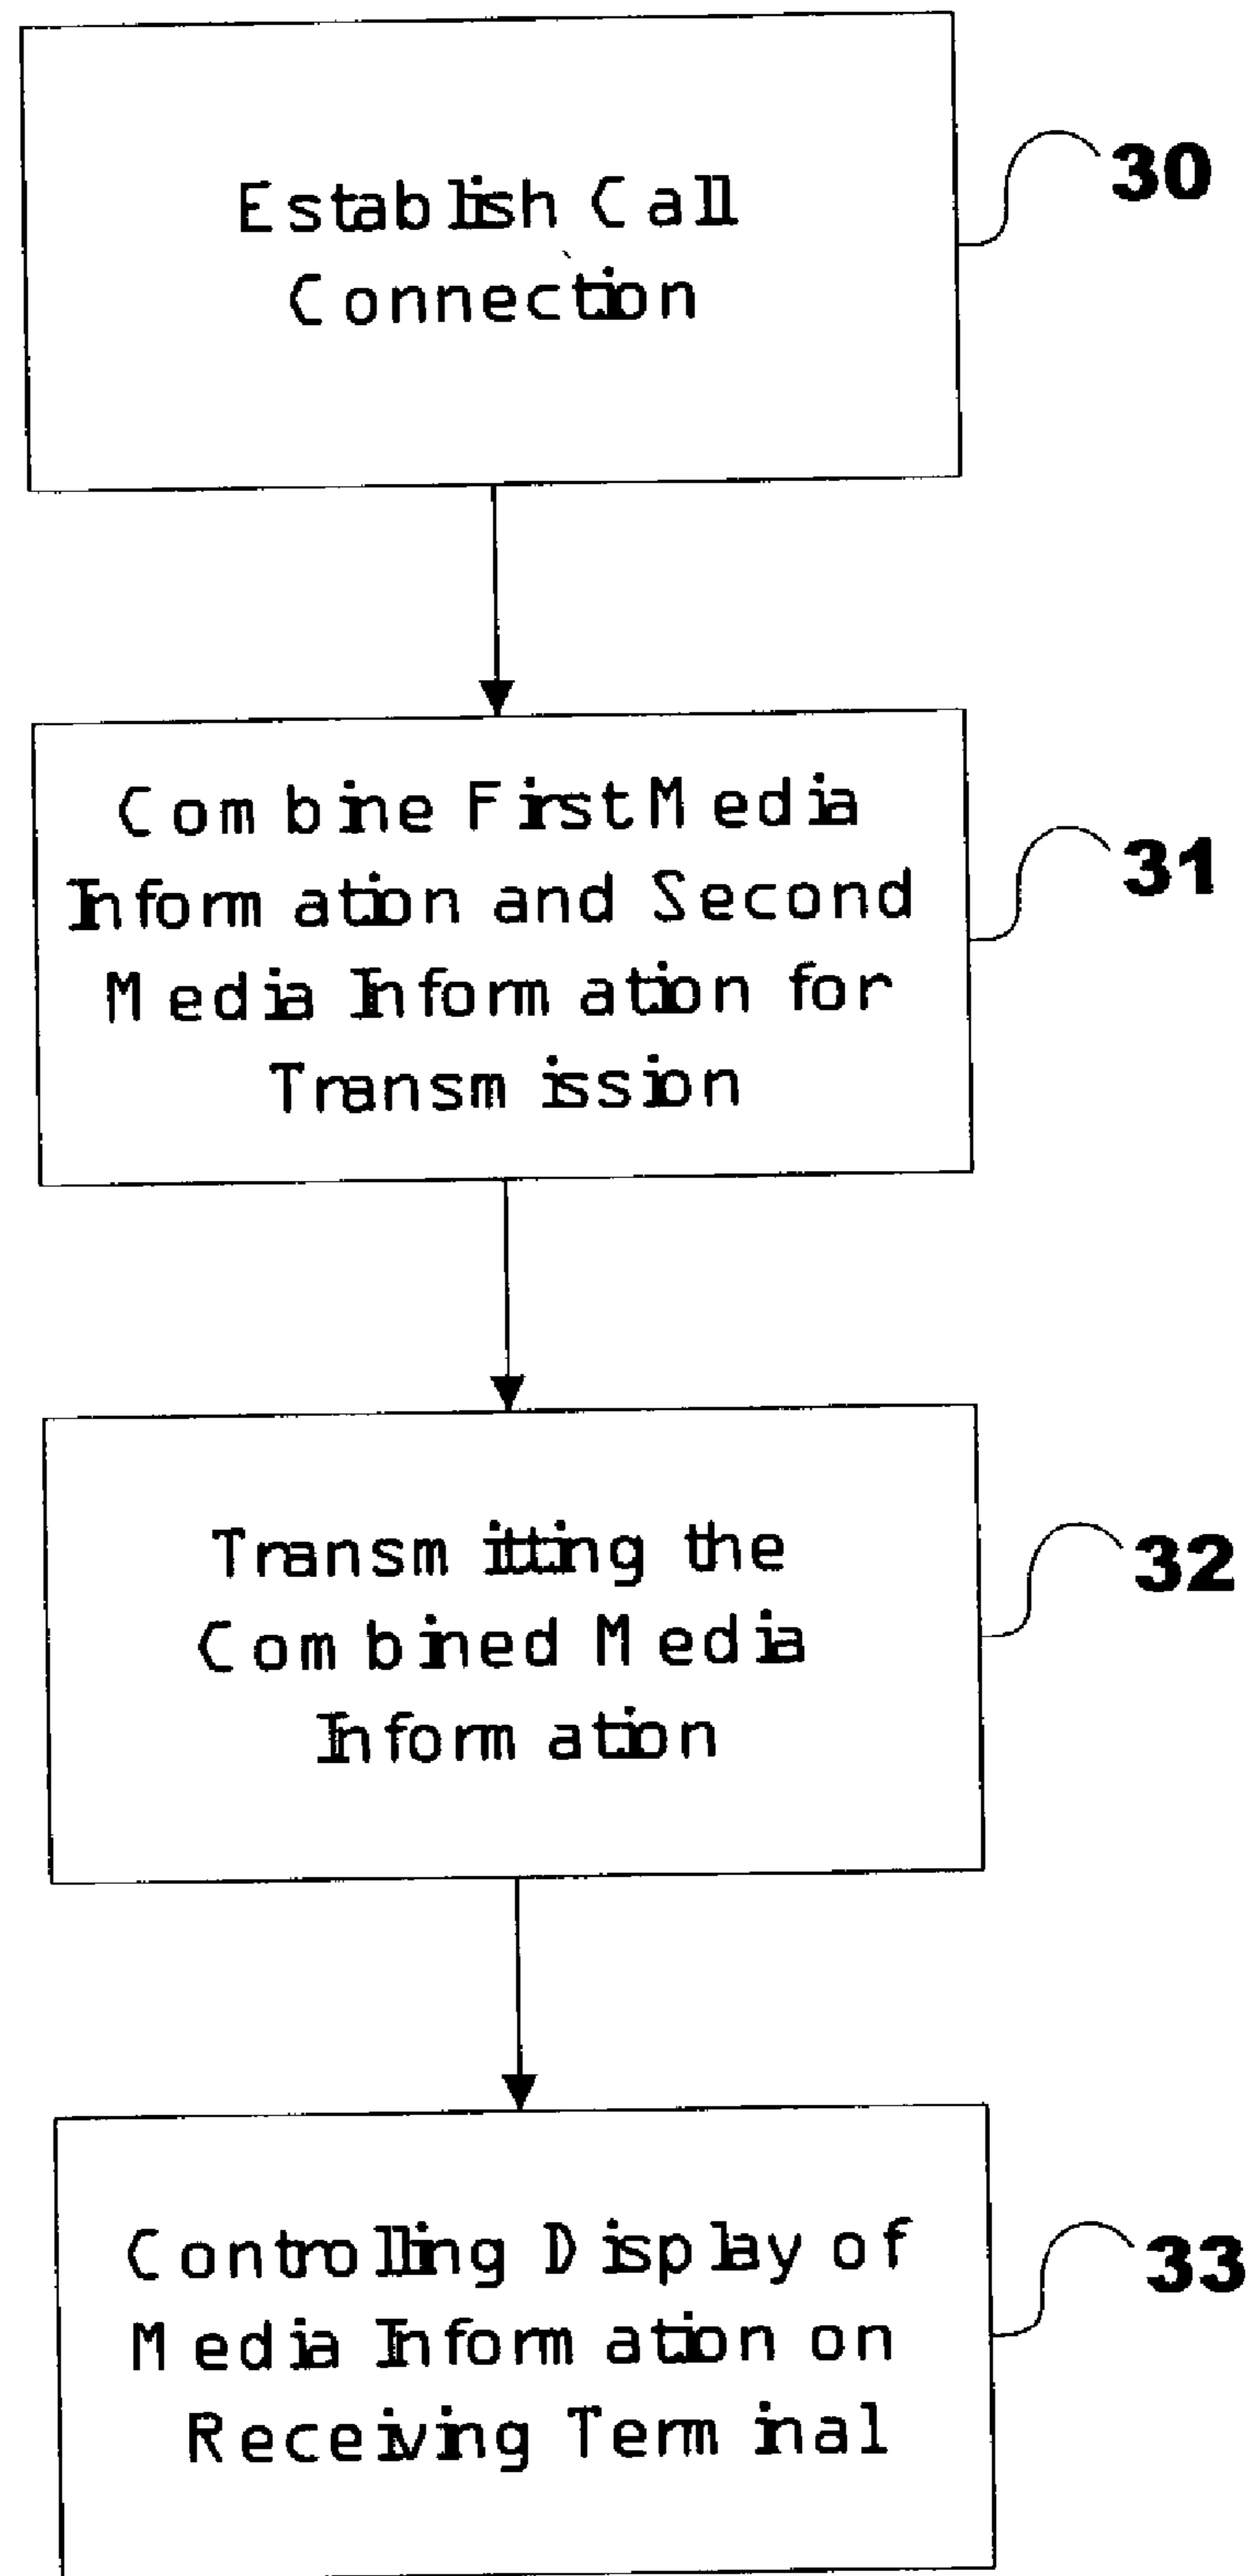 Establish Call
Connection
30
Combine First Media
Information and Second
Media Information for
Transmission
31
Transmitting the
Combined Media
Information
32
Controlling Display of
Media Information on
Receiving Terminal
33